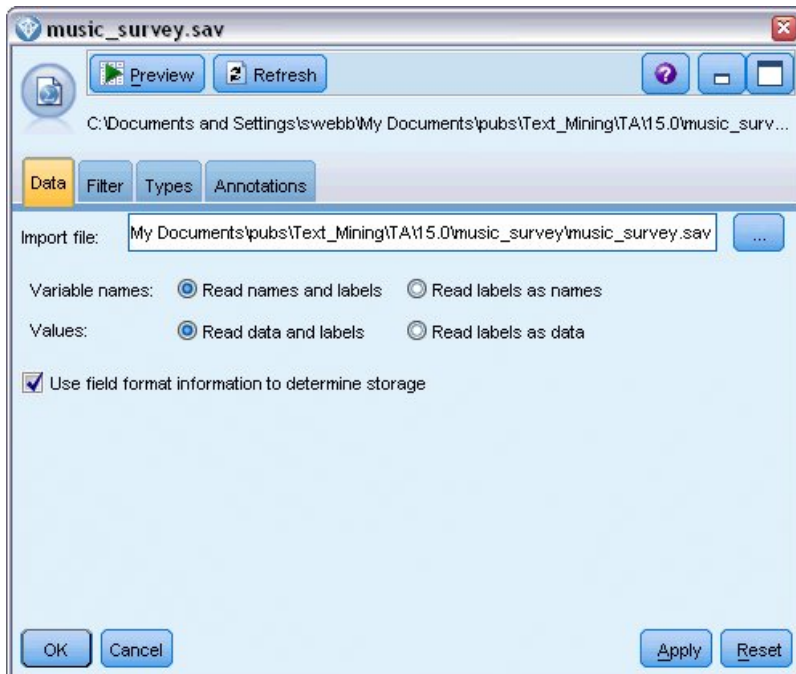 music_survey.sav
Preview Refresh
C:\Documents and Settings\swebb\My Documents\pubs\Text_Mining\TA\15.0\music_surv...
Data Filter Types Annotations
Import file: My Documents\pubs\Text_Mining\TA\15.0\music_survey\music_survey.sav ...
Variable names: Read names and labels Read labels as names
Values: Read data and labels Read labels as data
Use field format information to determine storage
OK Cancel Apply Reset